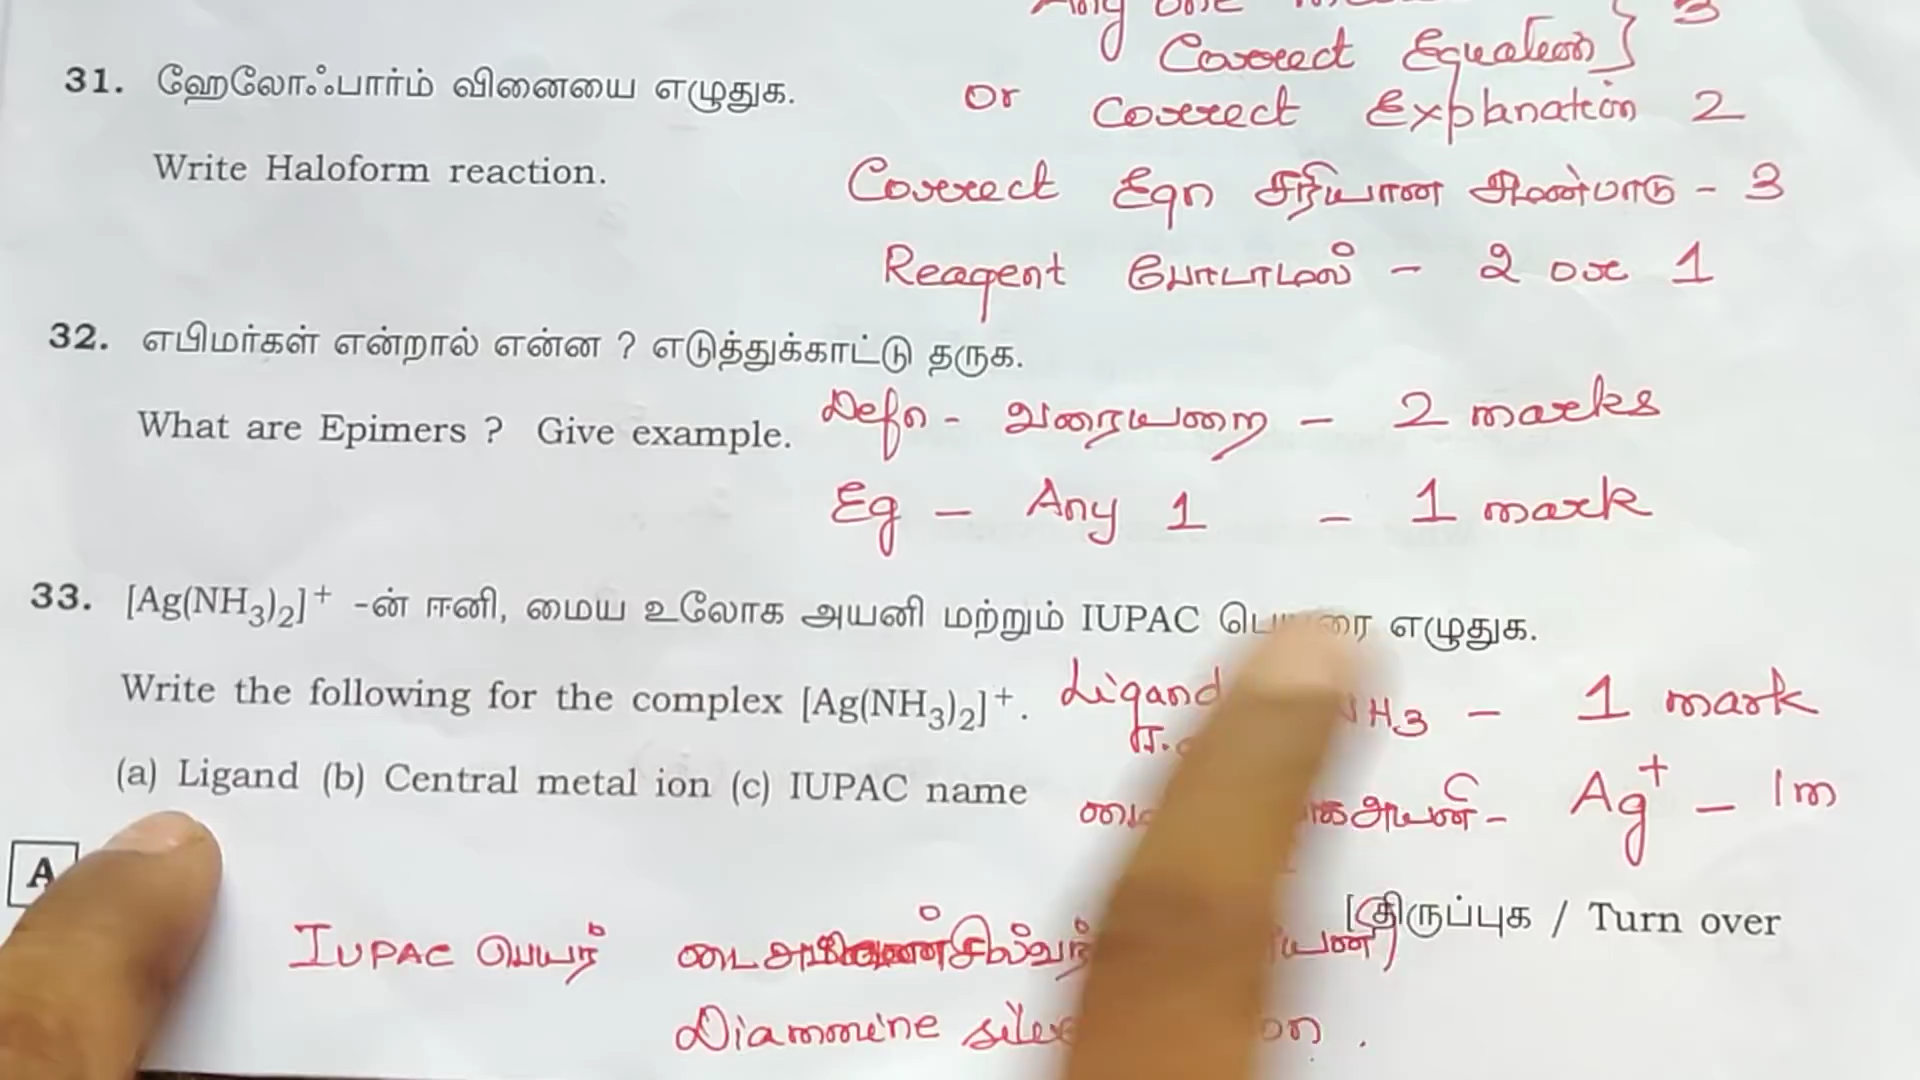 Any one
3
Correct Equation }
31. ஹேலோஃபார்ம் வினையை எழுதுக.
or Correct Explanation 2
Write Haloform reaction.
Correct Eqn சரியான சமன்பாடு - 3
Reagent போடாமல் - 2 or 1
32. எபிமர்கள் என்றால் என்ன ? எடுத்துக்காட்டு தருக.
What are Epimers ? Give example.
Defn - வரையறை - 2 marks
Eg - Any 1 - 1 mark
33. [Ag(NH₃)₂]⁺ -ன் ஈனி, மைய உலோக அயனி மற்றும் IUPAC எழுதுக.
Write the following for the complex [Ag(NH₃)₂]⁺.
Ligand NH₃ - 1 mark
(a) Ligand (b) Central metal ion (c) IUPAC name
Ag⁺ - 1m
A
[திருப்புக / Turn over
IUPAC பெயர்
Diammine